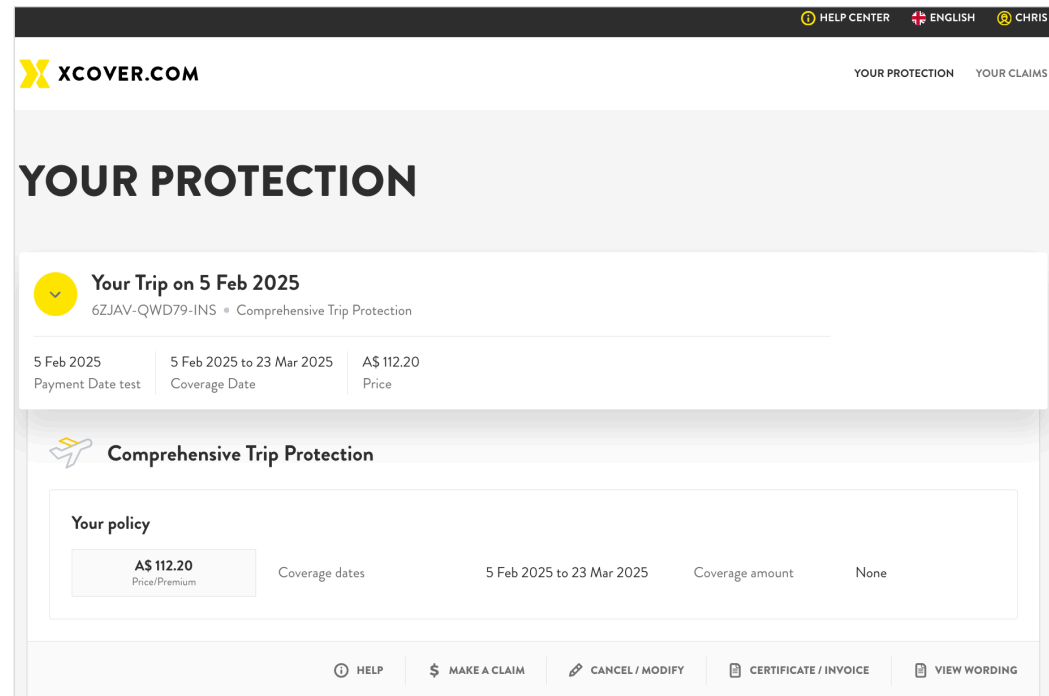 HELP CENTER ENGLISH CHRIS
XCOVER.COM YOUR PROTECTION YOUR CLAIMS
YOUR PROTECTION
Your Trip on 5 Feb 2025
6ZJAV-QWD79-INS • Comprehensive Trip Protection
5 Feb 2025 5 Feb 2025 to 23 Mar 2025 A$ 112.20
Payment Date test Coverage Date Price
Comprehensive Trip Protection
Your policy
A$ 112.20
Price/Premium
Coverage dates 5 Feb 2025 to 23 Mar 2025 Coverage amount None
HELP $ MAKE A CLAIM CANCEL / MODIFY CERTIFICATE / INVOICE VIEW WORDING